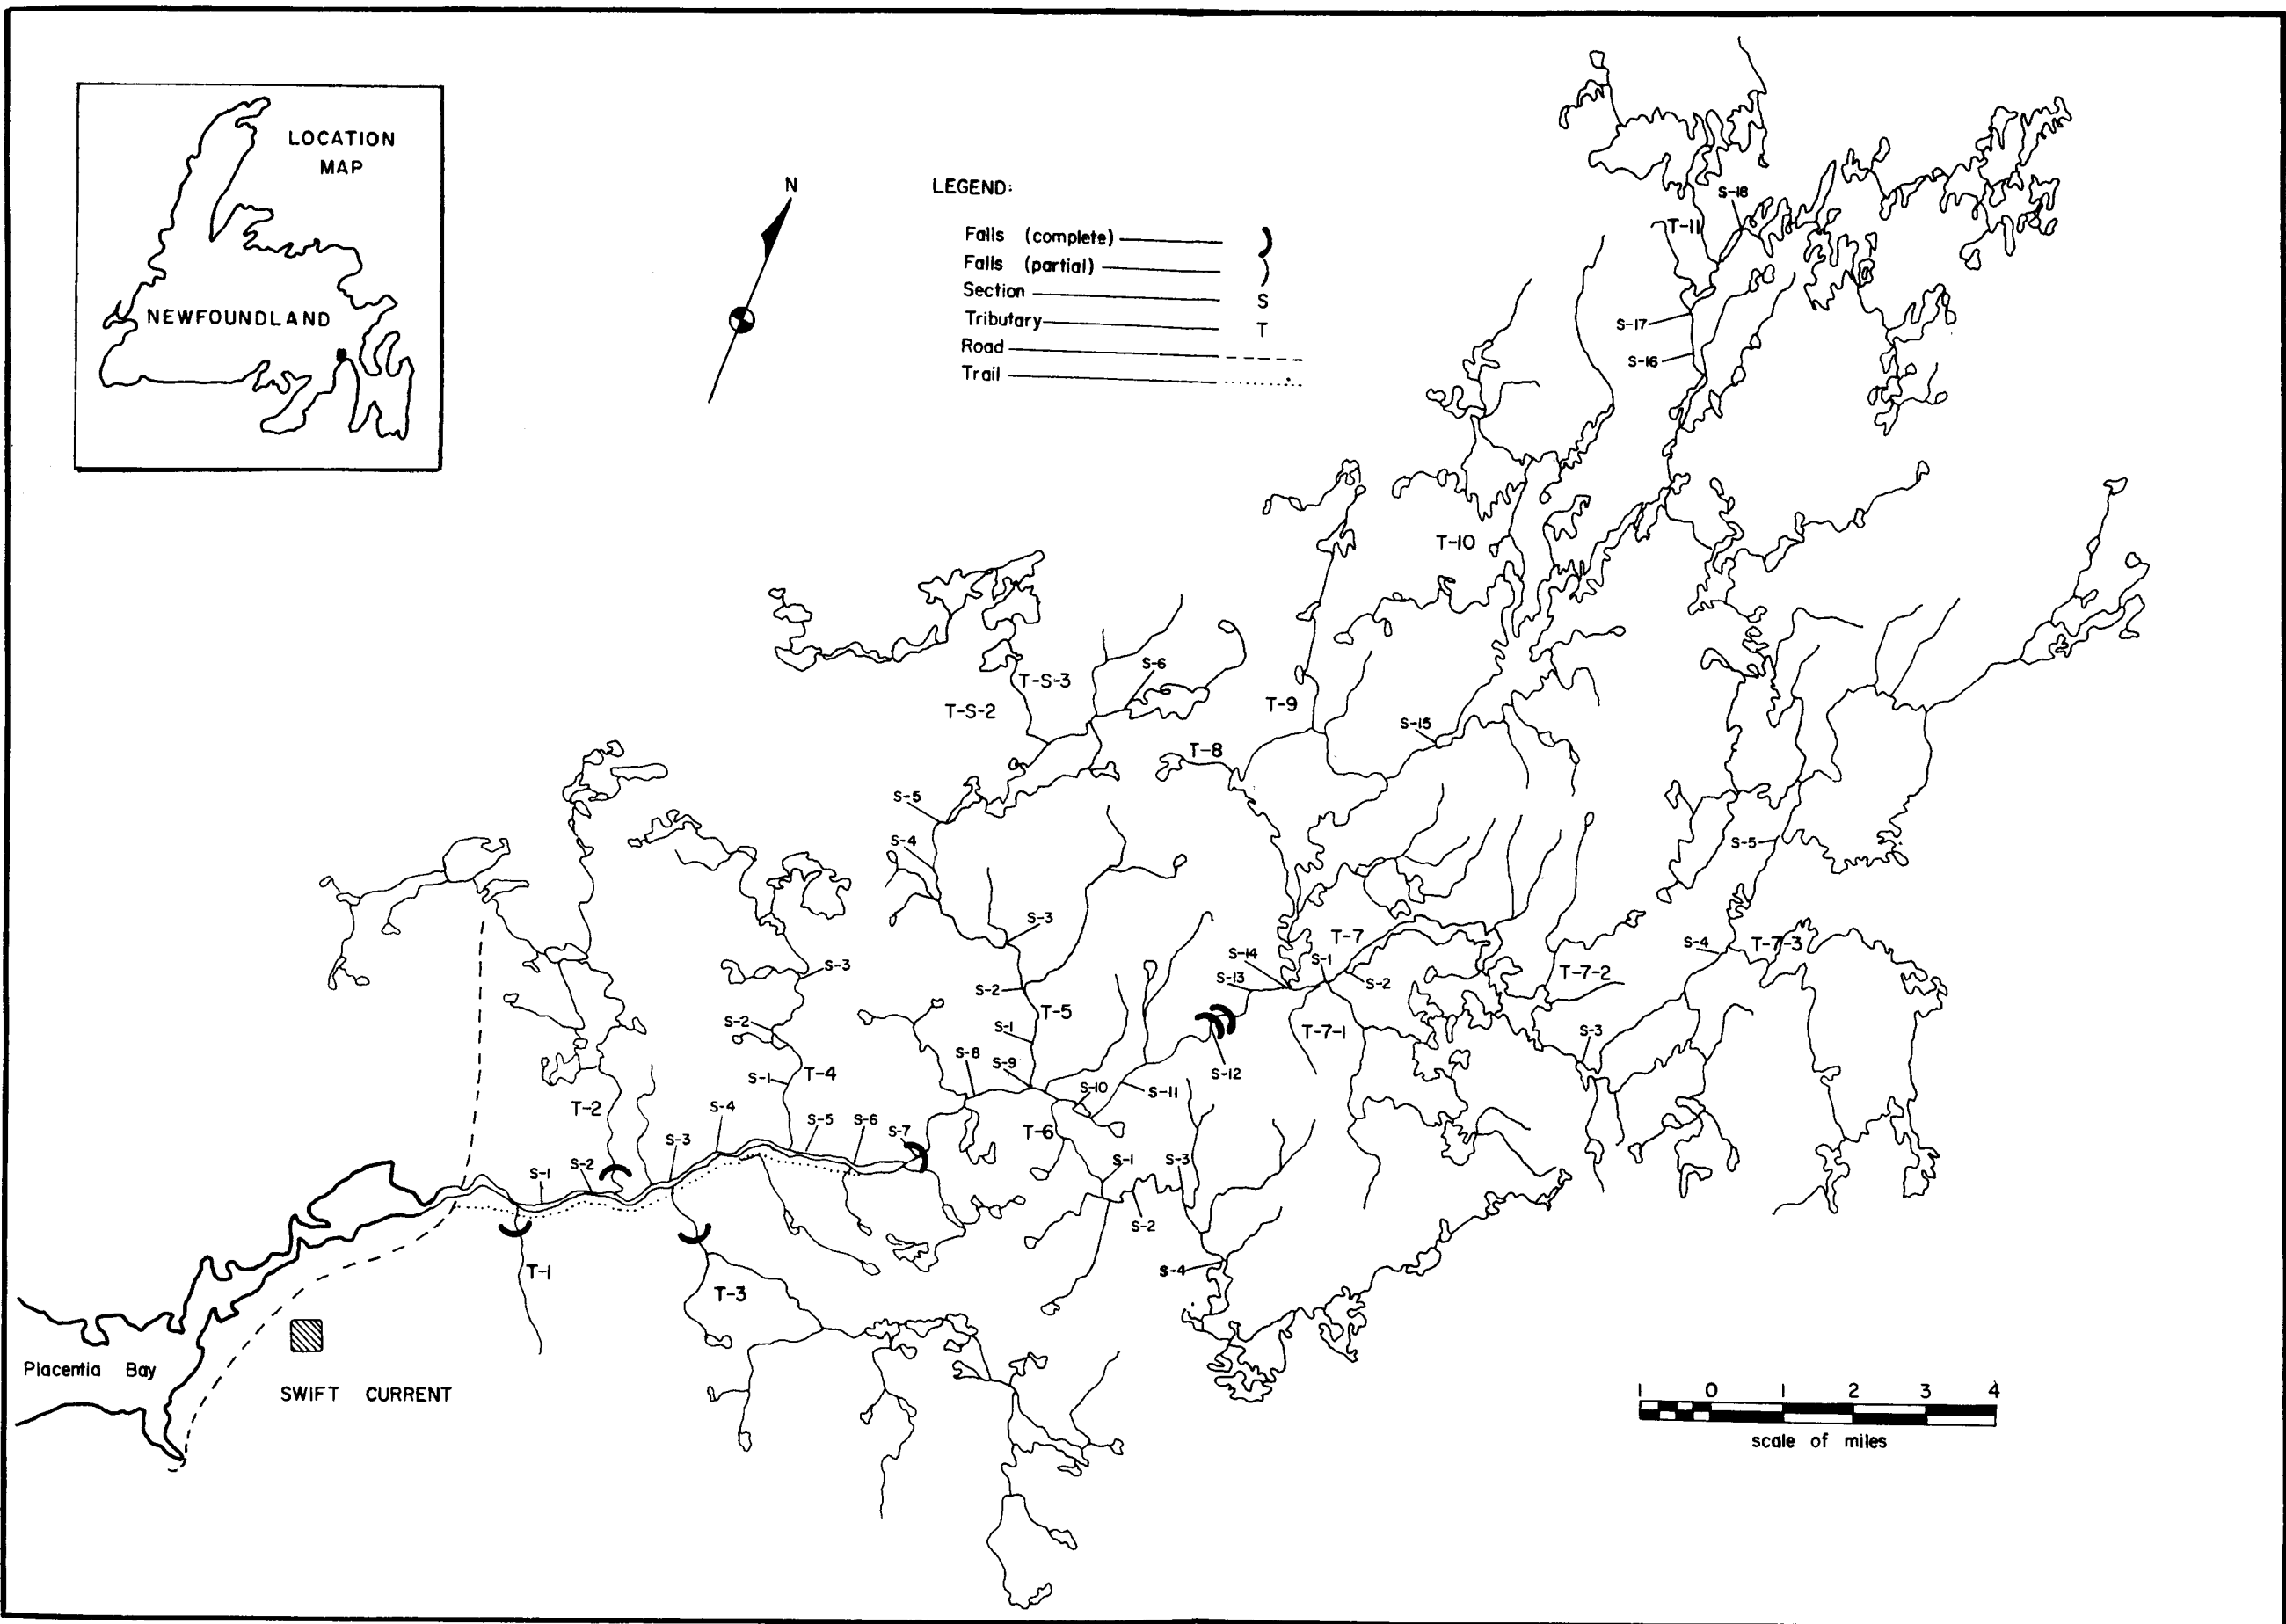 LOCATION
MAP
NEWFOUNDLAND
N
LEGEND:
Falls (complete)
Falls (partial)
Section S
Tributary T
Road
Trail
S-18
T-11
S-17
S-16
T-10
T-S-3
S-6
T-S-2
T-9
S-15
T-8
S-5
S-4
S-5
S-3
T-7
S-4
T-7-3
S-14
S-1
S-3
S-13
S-2
T-7-2
S-2
T-5
S-2
S-1
T-7-1
S-3
S-8
S-9
S-12
S-10
S-11
S-1
T-4
T-2
S-4
S-5
S-6
S-7
T-6
S-3
S-1
S-3
S-1
S-2
S-2
T-1
S-4
T-3
Placentia Bay
SWIFT CURRENT
1 0 1 2 3 4
scale of miles